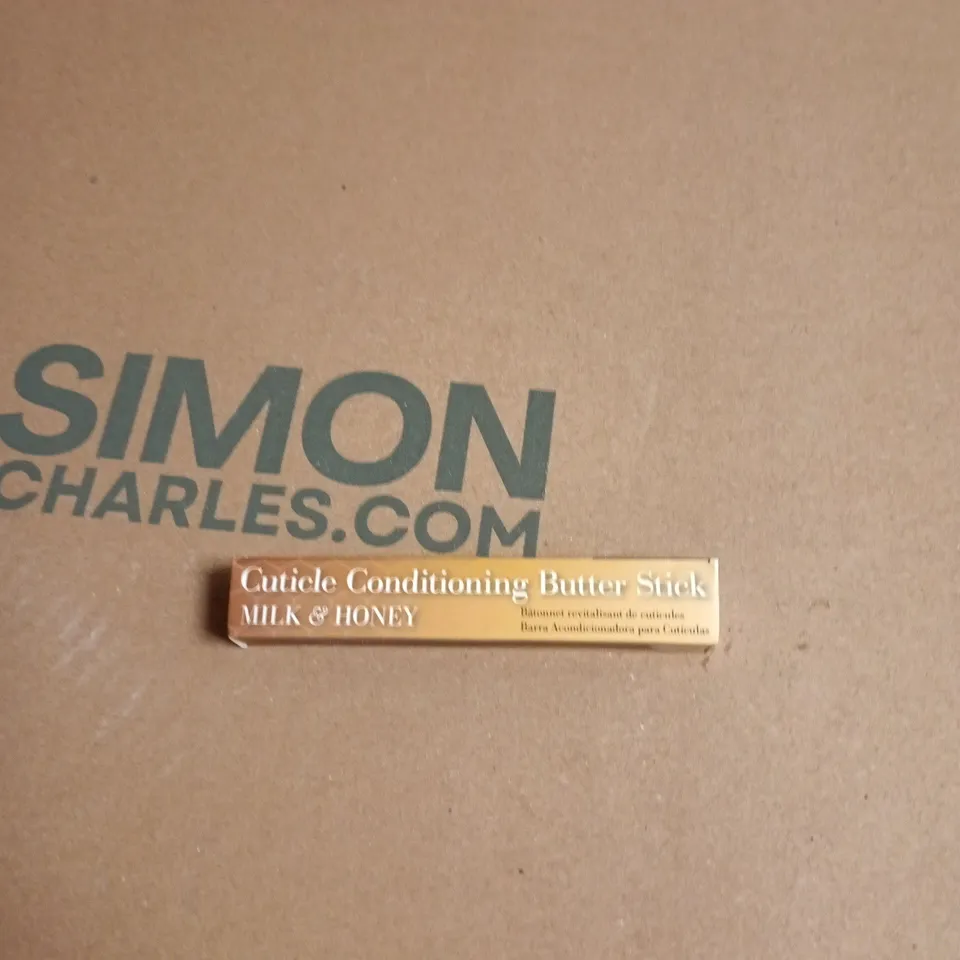 SIMON
CHARLES.COM
Cuticle Conditioning Butter Stick
MILK & HONEY
Bâtonnet revitalisant de cuticules
Barra Acondicionadora para Cutículas